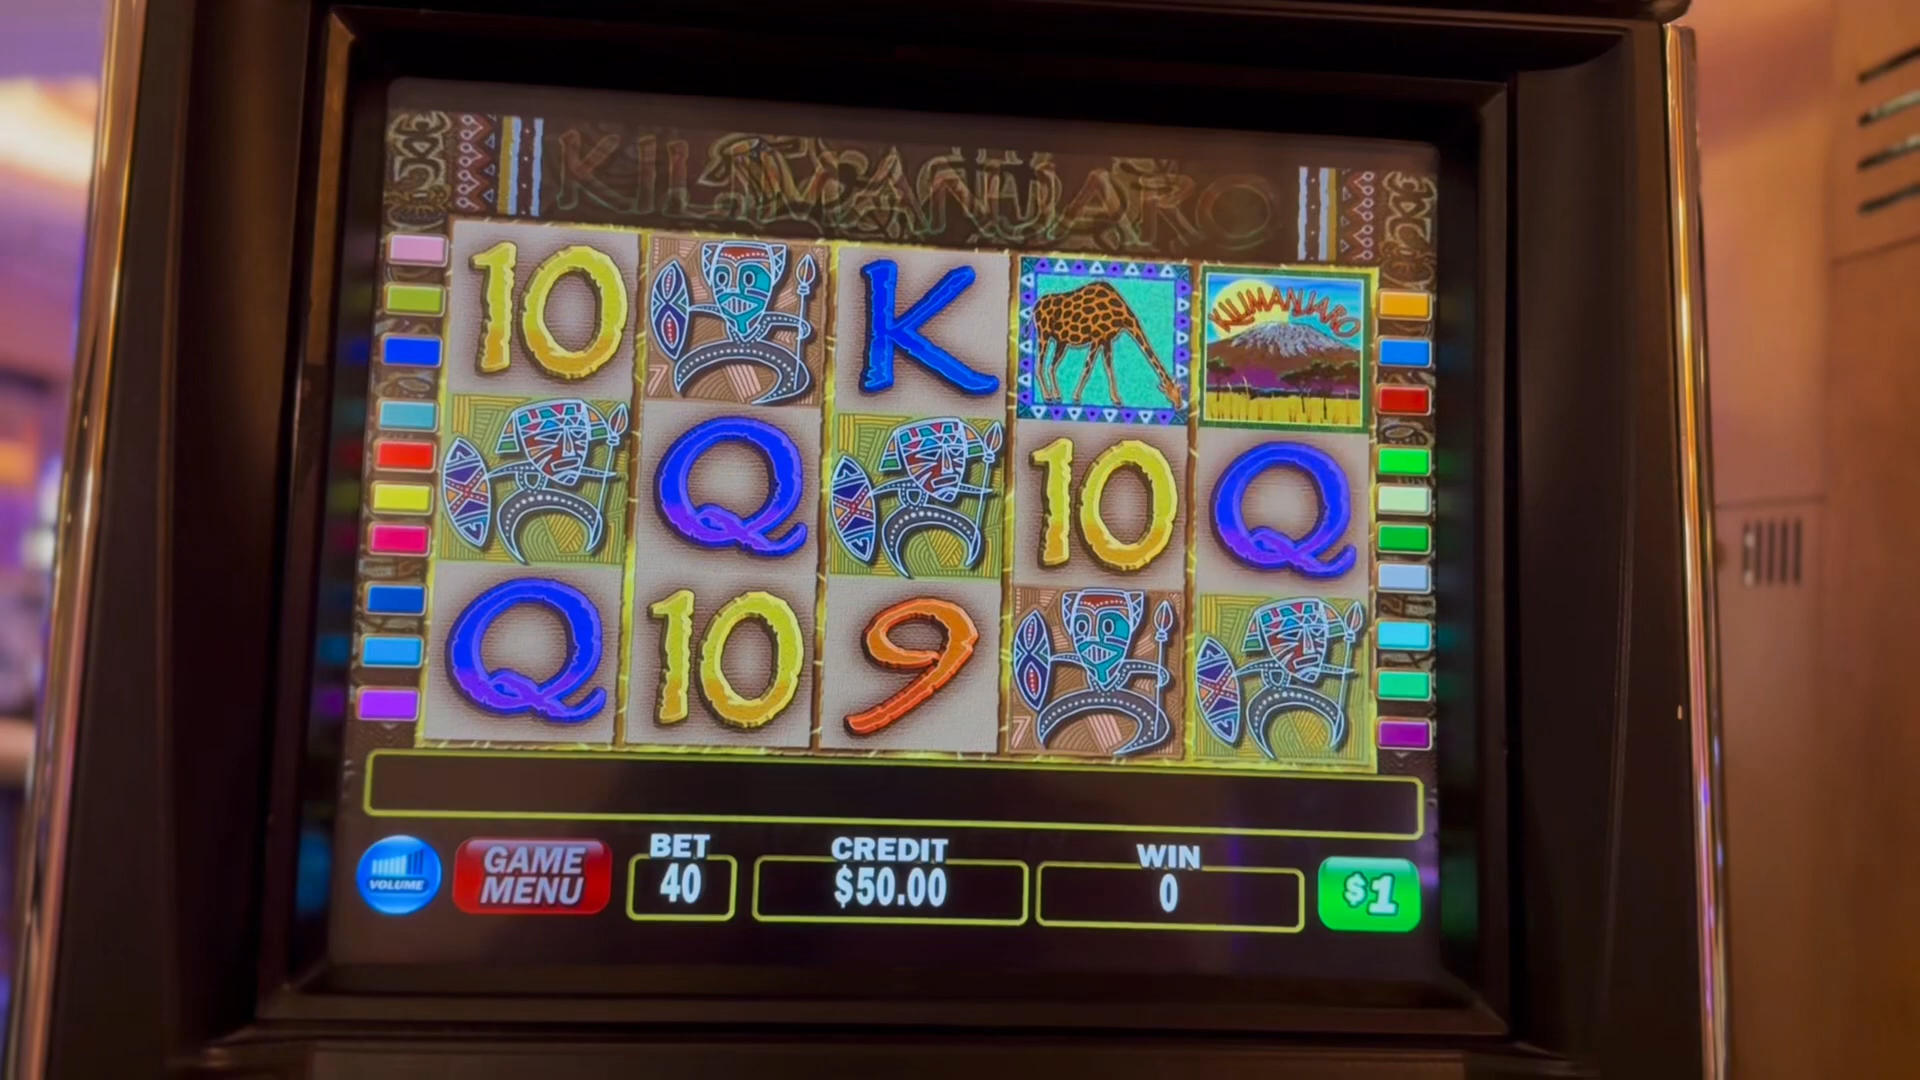 KILIMANJARO
10 K KILIMANJARO
Q 10 Q
Q 10 9
BET CREDIT WIN
VOLUME GAME MENU 40 $50.00 0 $1